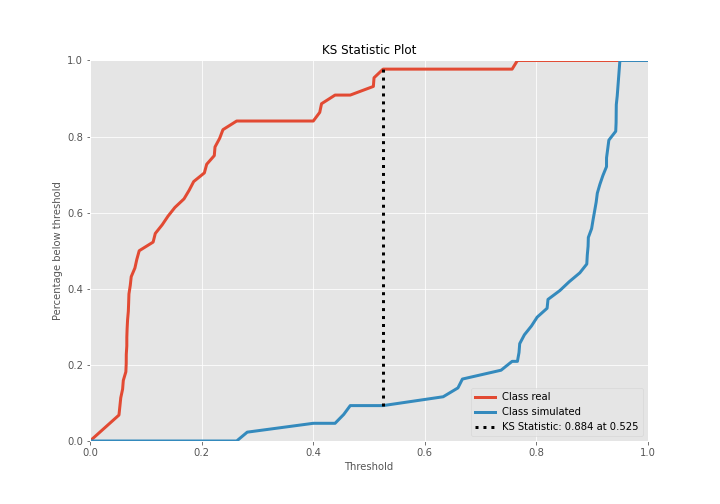 KS Statistic Plot
Percentage below threshold
1.0
0.8
0.6
0.4
0.2
0.0
0.0 0.2 0.4 0.6 0.8 1.0
Threshold
Class real
Class simulated
KS Statistic: 0.884 at 0.525